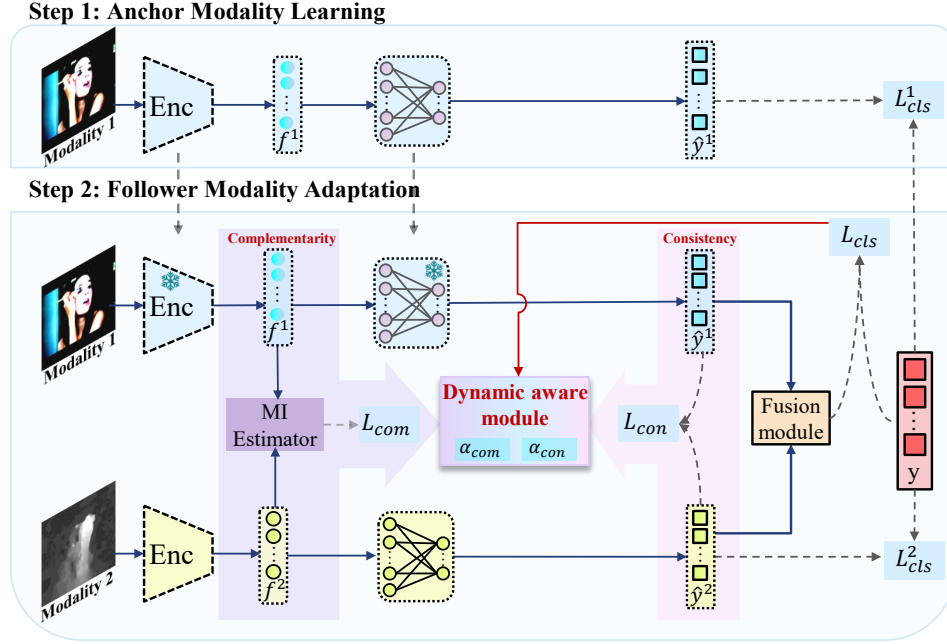 Step 1: Anchor Modality Learning
Modality 1
Enc
f¹
ŷ¹
L¹cls
Step 2: Follower Modality Adaptation
Complementarity
Consistency
Lcls
Modality 1
Enc
f¹
ŷ¹
MI
Estimator
Lcom
Dynamic aware
module
αcom αcon
Lcon
Fusion
module
y
Modality 2
Enc
f²
ŷ²
L²cls